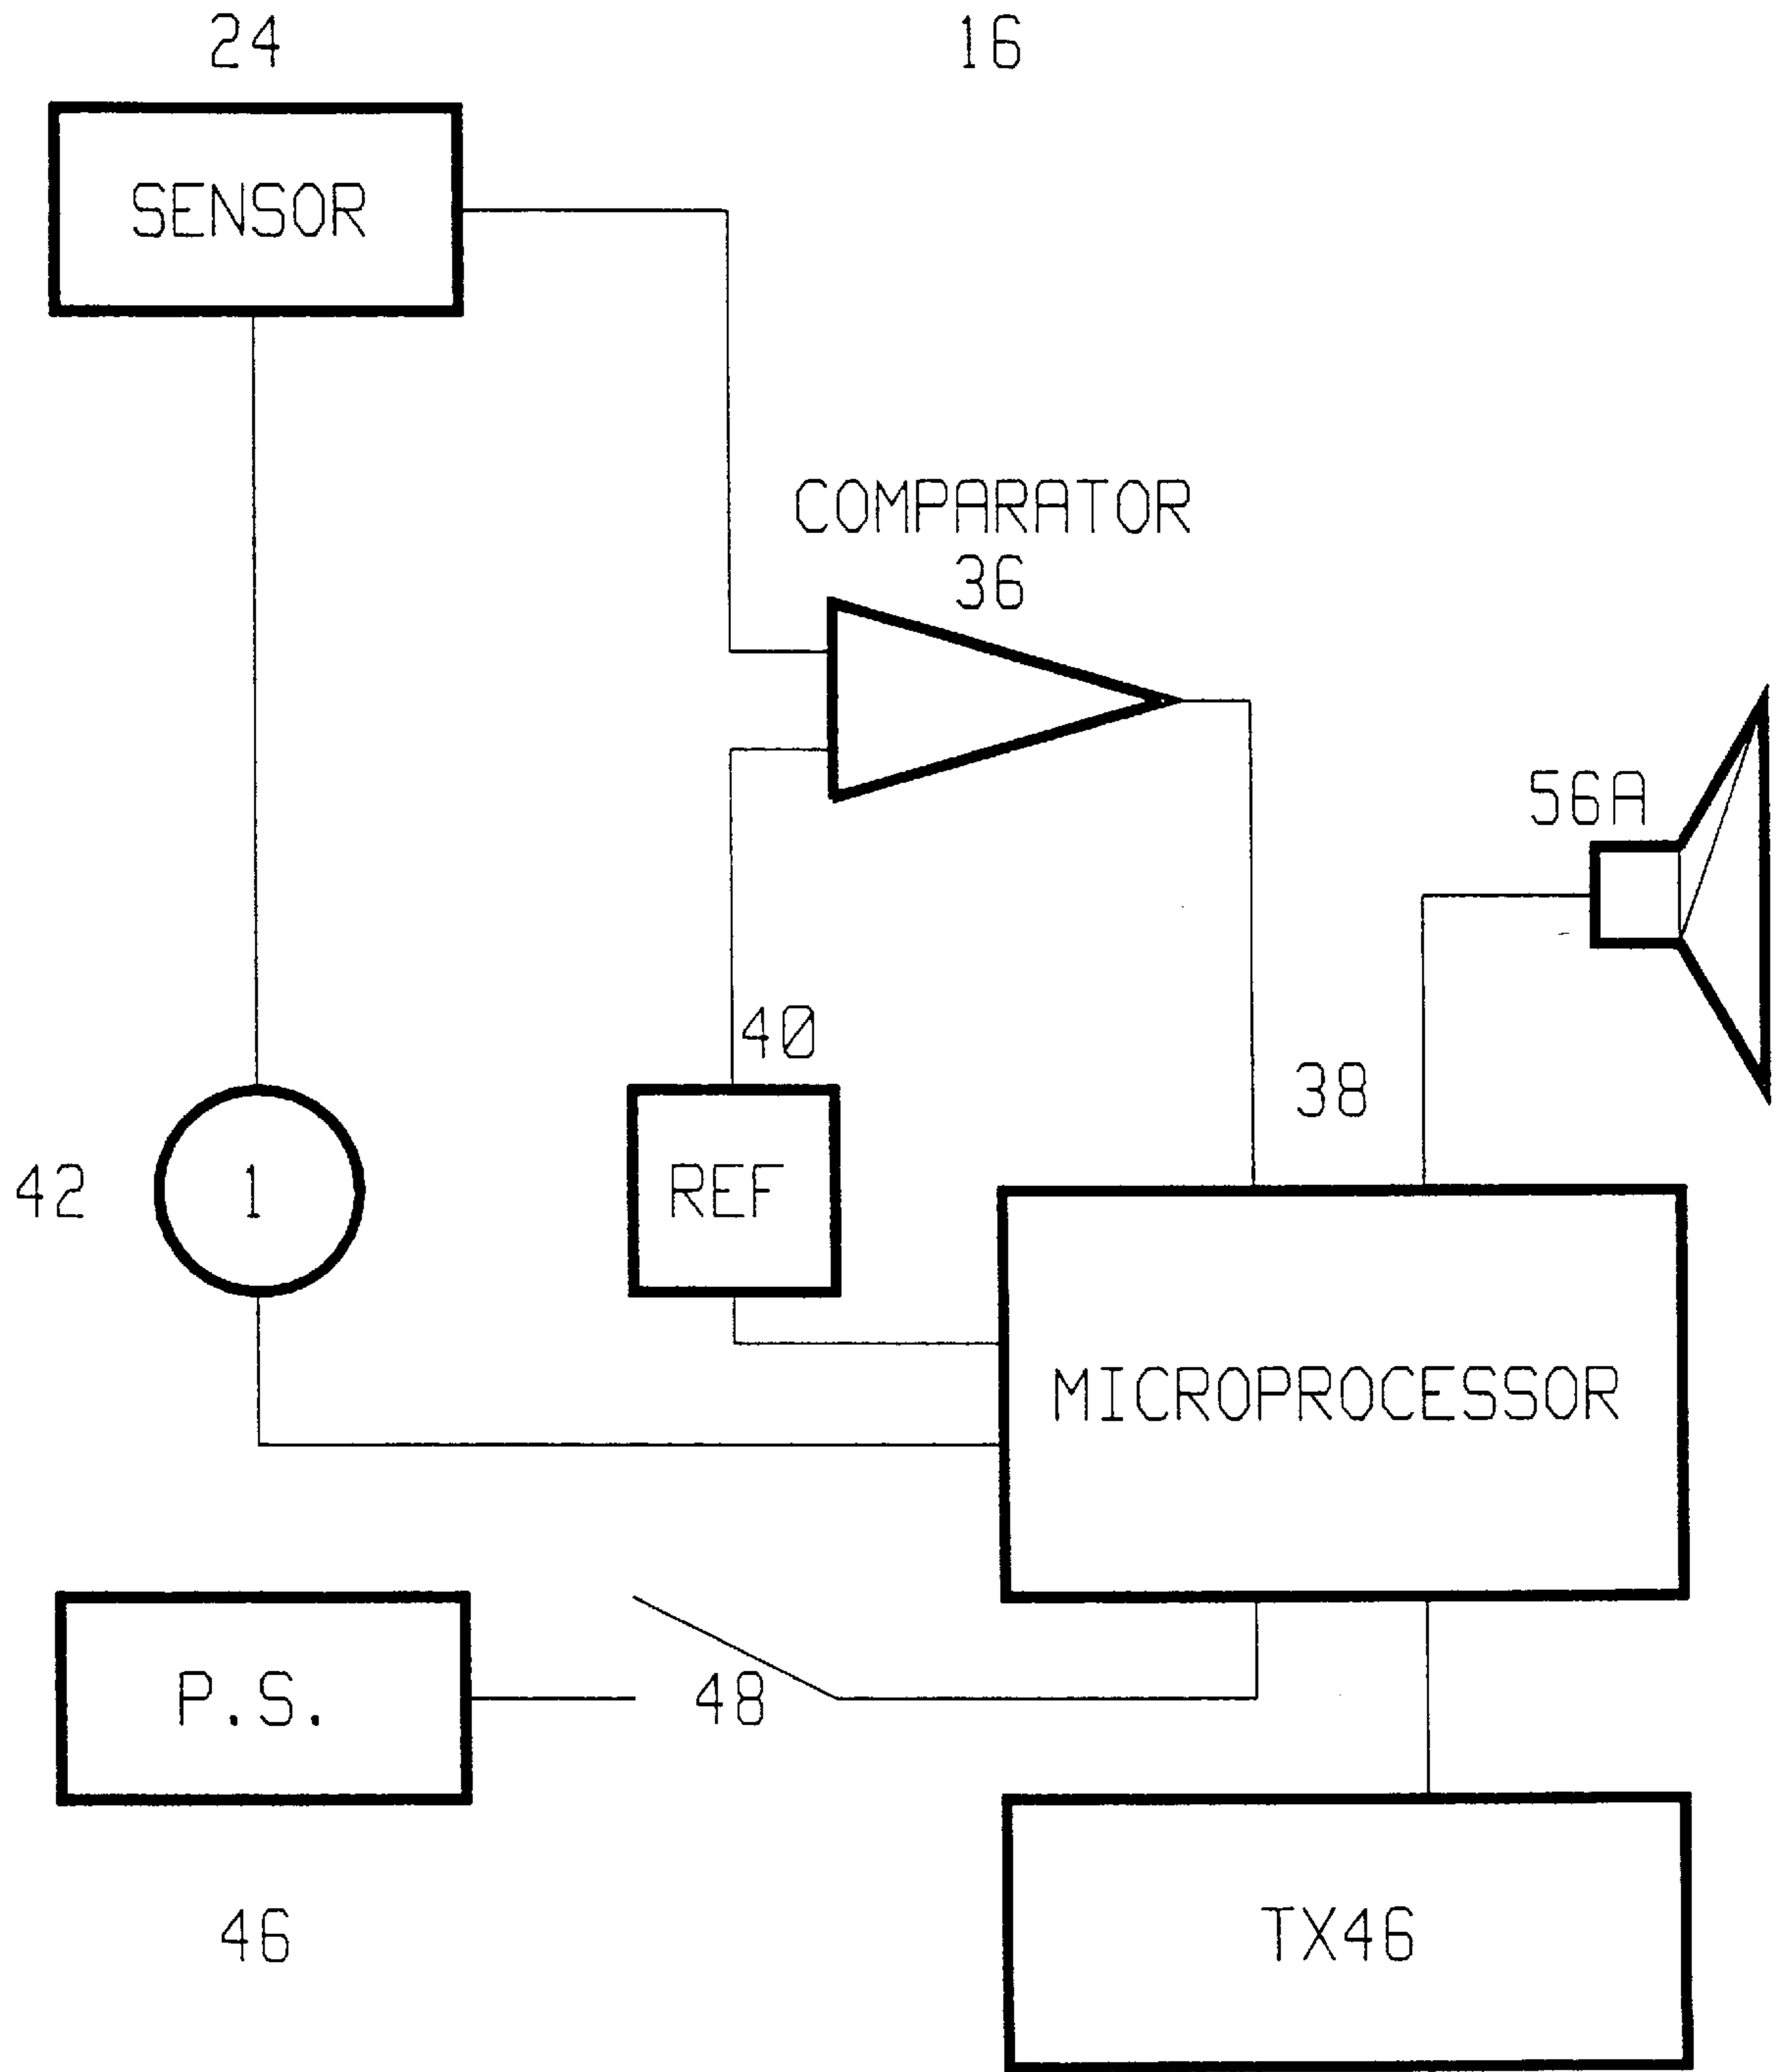 24
16
SENSOR
COMPARATOR
36
56A
40
38
42
1
REF
MICROPROCESSOR
P.S.
48
46
TX46